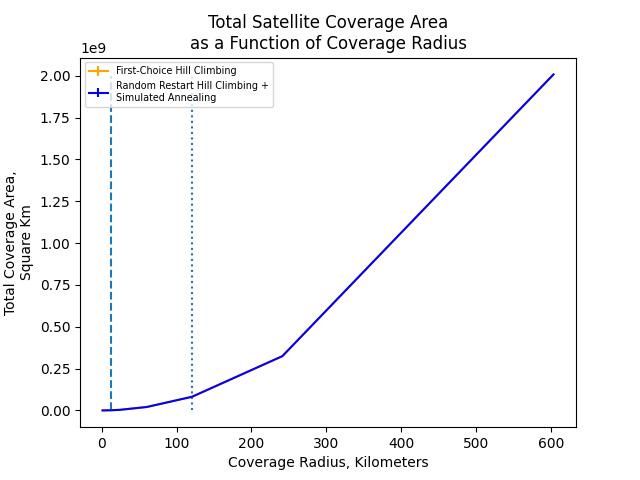 Total Satellite Coverage Area
as a Function of Coverage Radius
1e9
First-Choice Hill Climbing
Random Restart Hill Climbing +
Simulated Annealing
2.00
1.75
1.50
1.25
1.00
0.75
0.50
0.25
0.00
Total Coverage Area,
Square Km
0 100 200 300 400 500 600
Coverage Radius, Kilometers